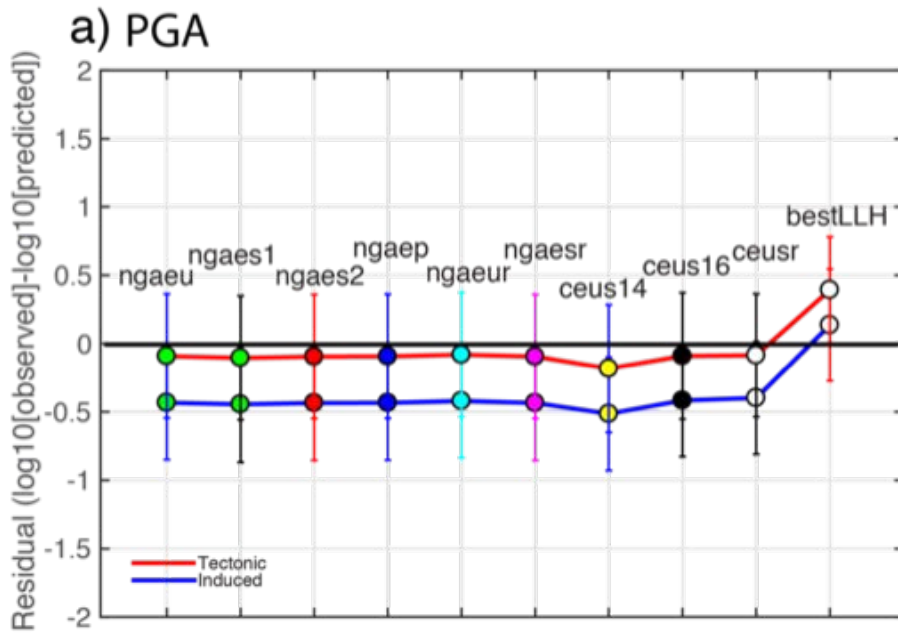 a) PGA
Residual (log10[observed]-log10[predicted])
2
1.5
1
0.5
0
-0.5
-1
-1.5
-2
ngaeu
ngaes1
ngaes2
ngaep
ngaeur
ngaesr
ceus14
ceus16
ceusr
bestLLH
Tectonic
Induced